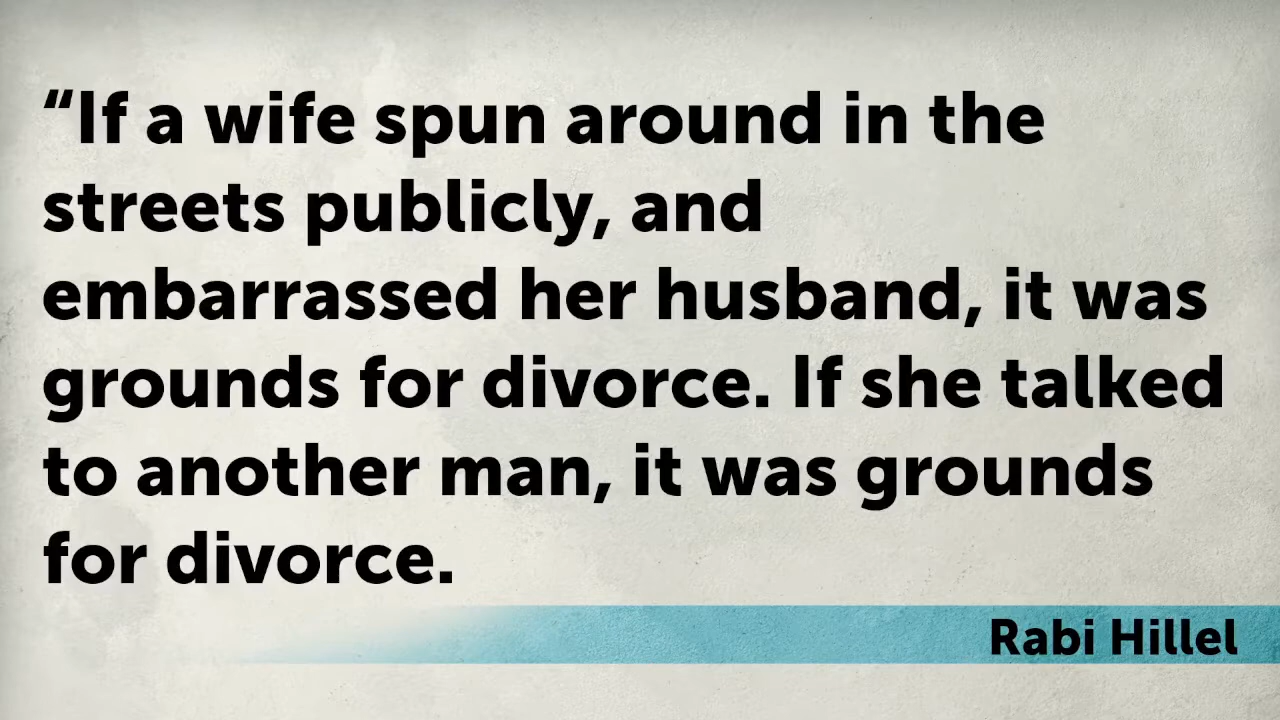 “If a wife spun around in the
streets publicly, and
embarrassed her husband, it was
grounds for divorce. If she talked
to another man, it was grounds
for divorce.
Rabi Hillel